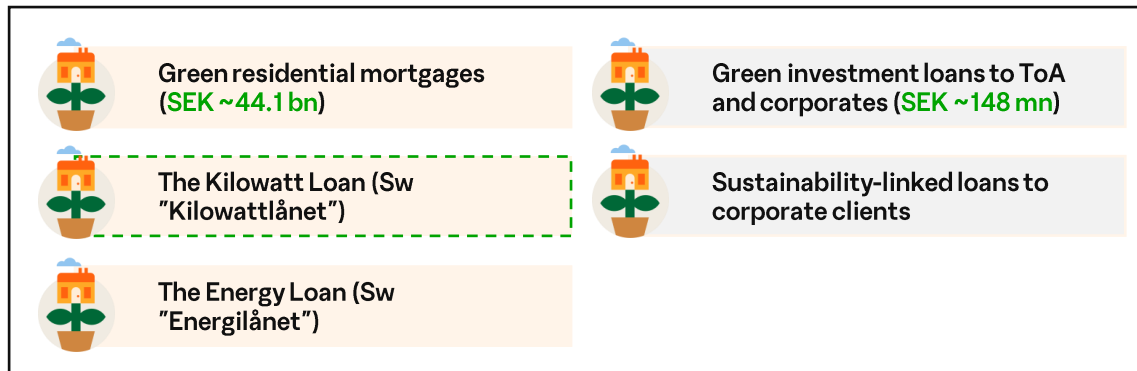 Green residential mortgages
(SEK ~44.1 bn)
The Kilowatt Loan (Sw
”Kilowattlånet”)
The Energy Loan (Sw
”Energilånet”)
Green investment loans to ToA
and corporates (SEK ~148 mn)
Sustainability-linked loans to
corporate clients